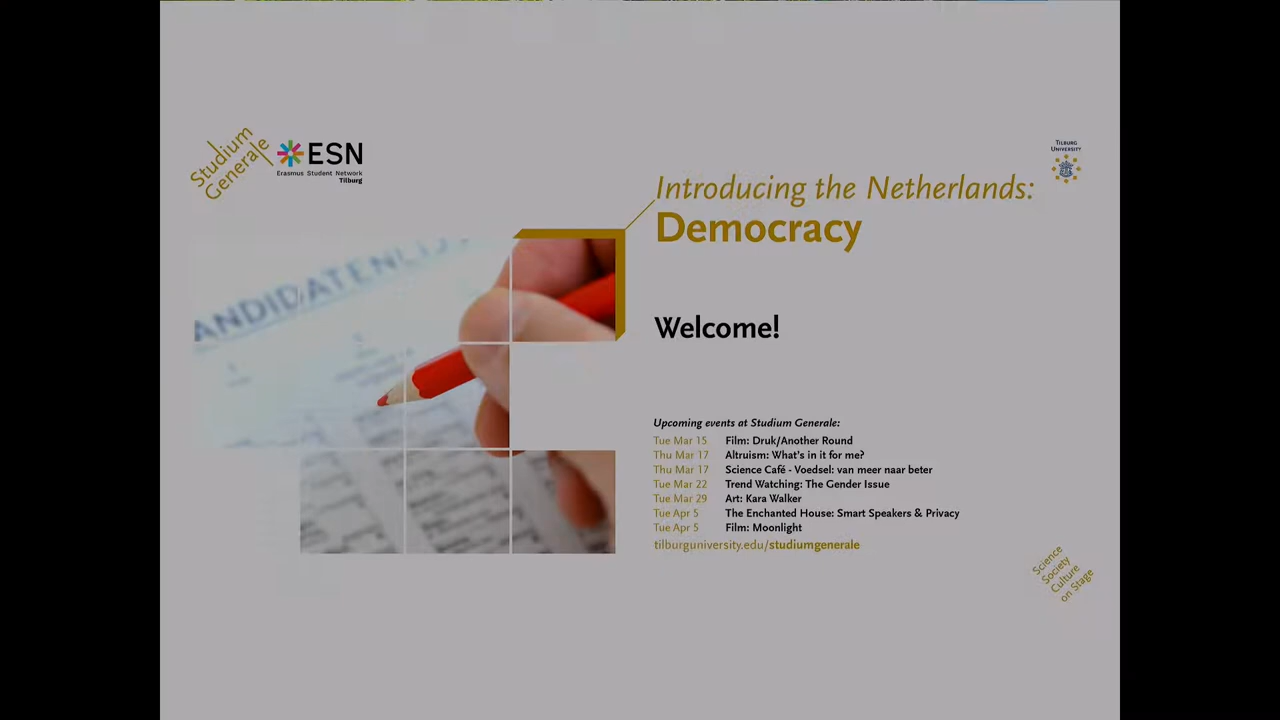 Studium
Generale
ESN
Erasmus Student Network
Tilburg
TILBURG
UNIVERSITY
Introducing the Netherlands:
Democracy
ANDIDATENLIJS
Welcome!
Upcoming events at Studium Generale:
Tue Mar 15 Film: Druk/Another Round
Thu Mar 17 Altruism: What's in it for me?
Thu Mar 17 Science Café - Voedsel: van meer naar beter
Tue Mar 22 Trend Watching: The Gender Issue
Tue Mar 29 Art: Kara Walker
Tue Apr 5 The Enchanted House: Smart Speakers & Privacy
Tue Apr 5 Film: Moonlight
tilburguniversity.edu/studiumgenerale
Science
Society
Culture
on Stage